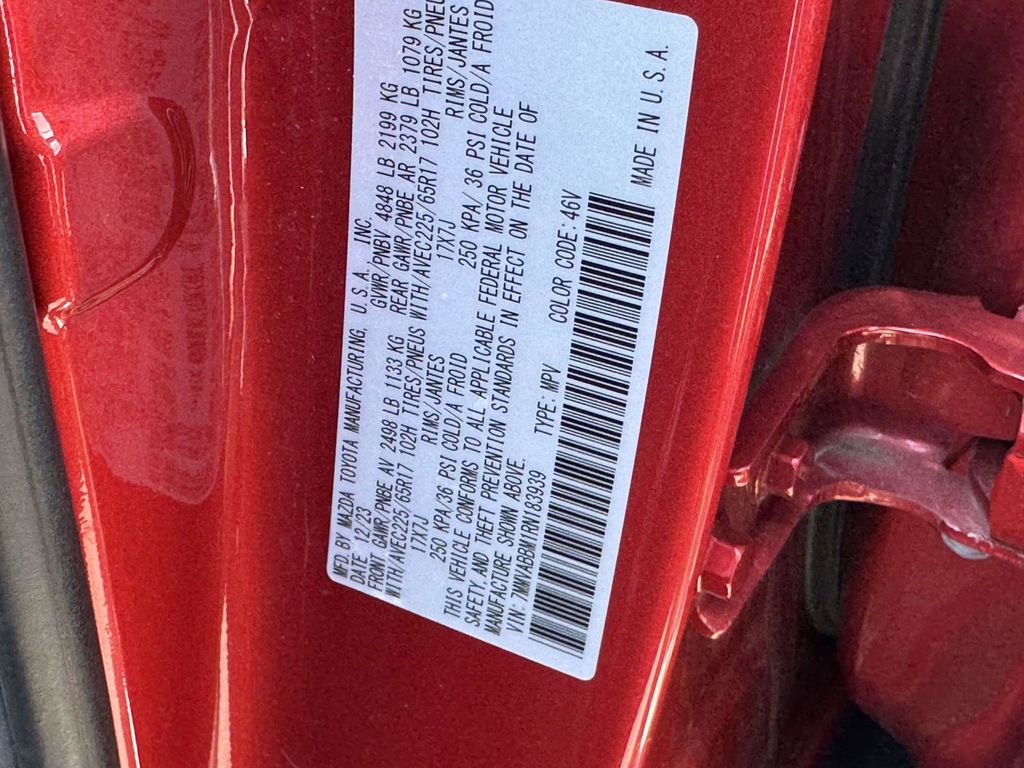 MFD. BY MAZDA TOYOTA MANUFACTURING, U.S.A. INC.
DATE 12/23 GVWR/PNBV 4848 LB 2199 KG
FRONT GAWR/PNBE AV 2498 LB 1133 KG REAR GAWR/PNBE AR 2379 LB 1079 KG
WITH/AVEC225/65R17 102H TIRES/PNEUS WITH/AVEC225/65R17 102H TIRES/PNEU
17X7J RIMS/JANTES 17X7J RIMS/JANTES
250 KPA/36 PSI COLD/A FROID 250 KPA/36 PSI COLD/A FROID
THIS VEHICLE CONFORMS TO ALL APPLICABLE FEDERAL MOTOR VEHICLE
SAFETY, AND THEFT PREVENTION STANDARDS IN EFFECT ON THE DATE OF
MANUFACTURE SHOWN ABOVE.
VIN: 7MMVABBM1RN183939 TYPE: MPV COLOR CODE: 46V
MADE IN U.S.A.